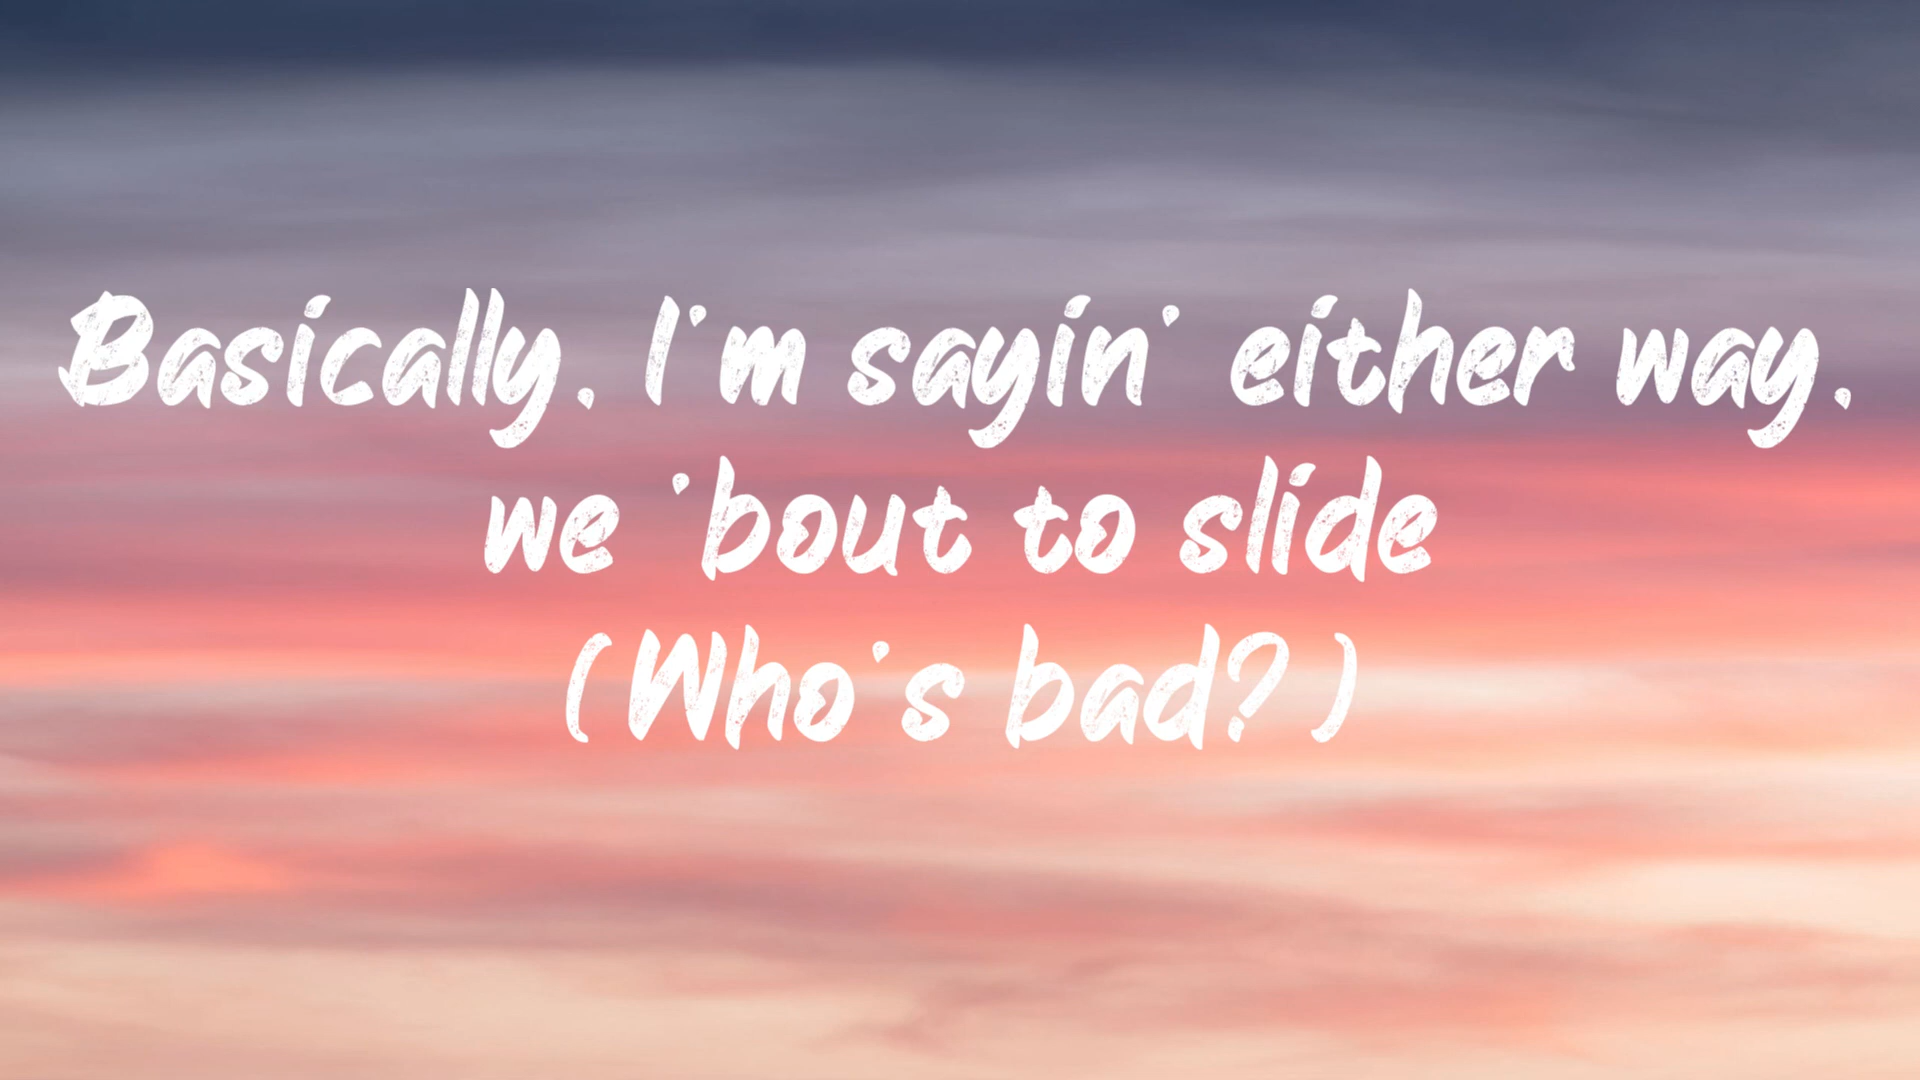 Basically, I'm sayin' either way,
we 'bout to slide
(Who's bad?)